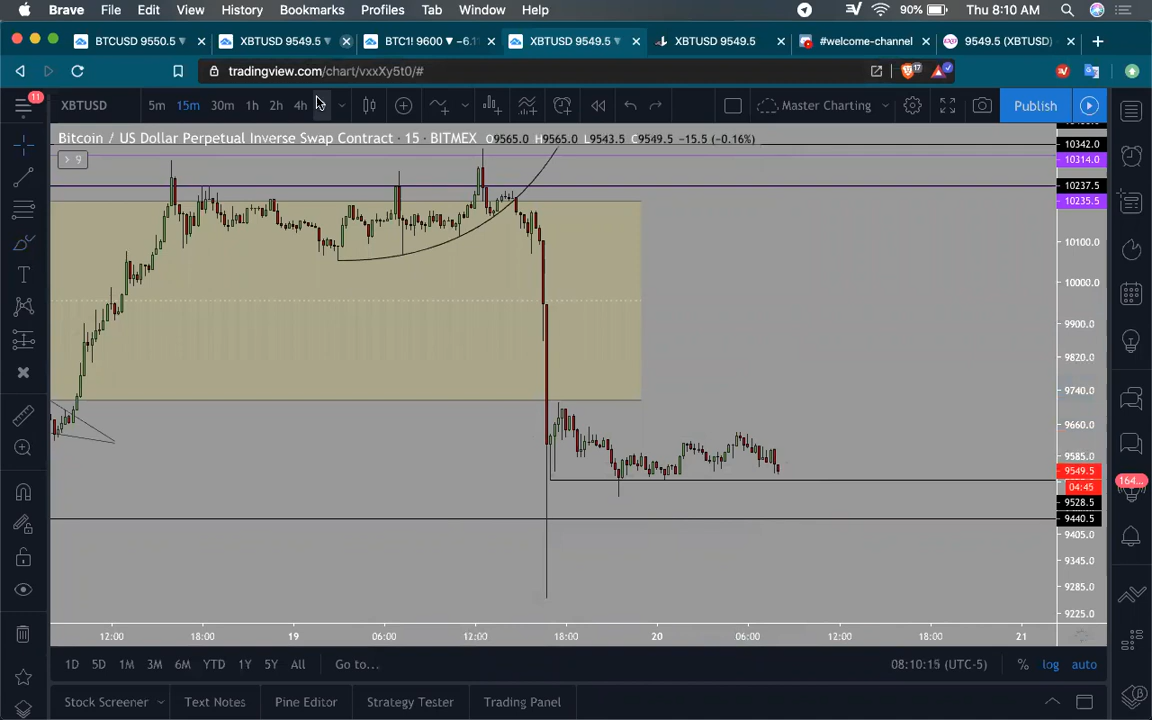 Brave File Edit View History Bookmarks Profiles Tab Window Help 90% Thu 8:10 AM
BTCUSD 9550.5 ▼ XBTUSD 9549.5 ▼ BTC1! 9600 ▼ −6.1 XBTUSD 9549.5 ▼ XBTUSD 9549.5 #welcome-channel 9549.5 (XBTUSD)
tradingview.com/chart/vxxXy5t0/# 17
11 XBTUSD 5m 15m 30m 1h 2h 4h Master Charting Publish
Bitcoin / US Dollar Perpetual Inverse Swap Contract · 15 · BITMEX O9565.0 H9565.0 L9543.5 C9549.5 −15.5 (−0.16%)
10342.0
9
10314.0
10237.5
10235.5
10100.0
10000.0
9900.0
9820.0
9740.0
9660.0
9585.0
9549.5
04:45
164
9528.5
9440.5
9405.0
9345.0
9285.0
9225.0
12:00 18:00 19 06:00 12:00 18:00 20 06:00 12:00 18:00 21
1D 5D 1M 3M 6M YTD 1Y 5Y All Go to... 08:10:15 (UTC-5) % log auto
Stock Screener Text Notes Pine Editor Strategy Tester Trading Panel